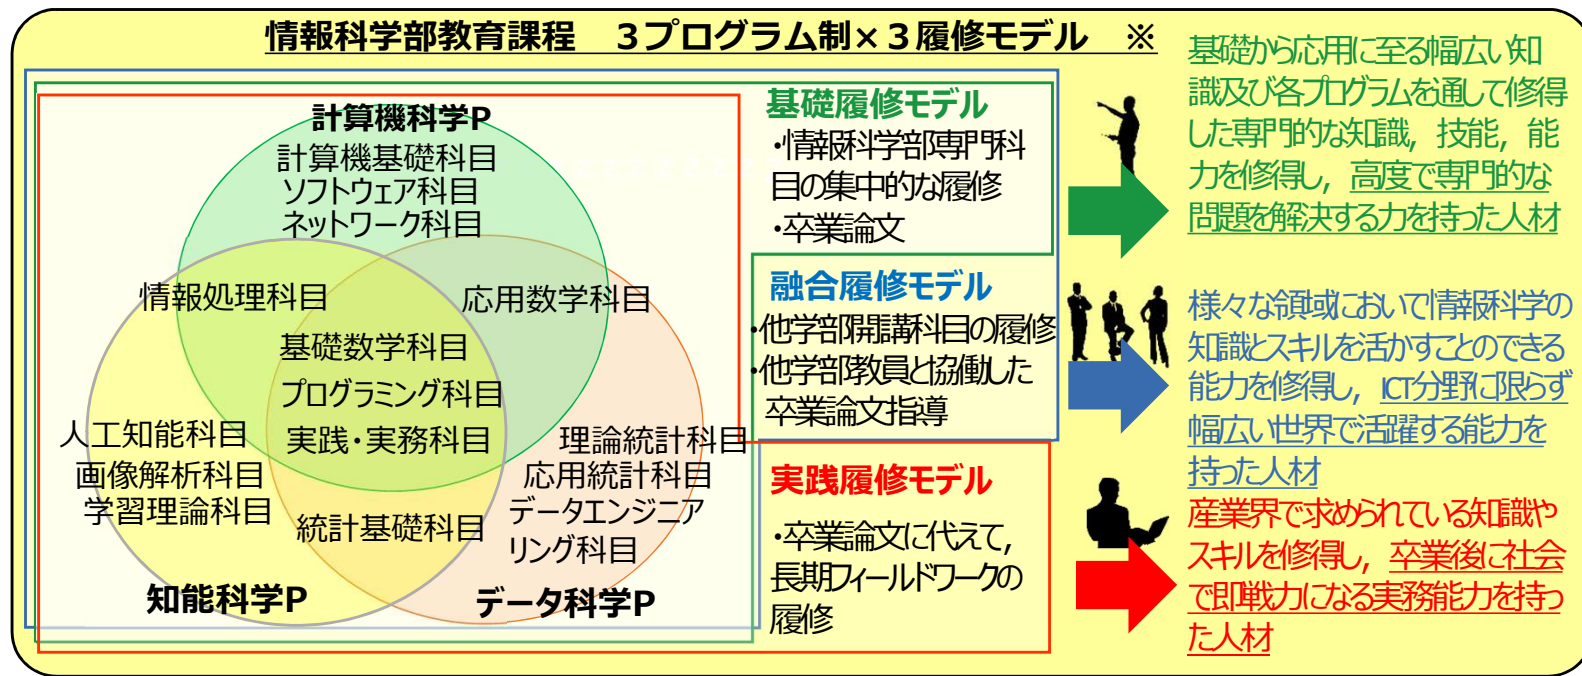 情報科学部教育課程　３プログラム制×３履修モデル　※
計算機科学P
計算機基礎科目
ソフトウェア科目
ネットワーク科目
情報処理科目
応用数学科目
基礎数学科目
プログラミング科目
実践・実務科目
人工知能科目
画像解析科目
学習理論科目
理論統計科目
応用統計科目
データエンジニア
リング科目
統計基礎科目
知能科学P
データ科学P
基礎履修モデル
・情報科学部専門科
目の集中的な履修
・卒業論文
融合履修モデル
・他学部開講科目の履修
・他学部教員と協働した
卒業論文指導
実践履修モデル
・卒業論文に代えて，
長期フィールドワークの
履修
基礎から応用に至る幅広い知
識及び各プログラムを通して修得
した専門的な知識，技能，能
力を修得し，高度で専門的な
問題を解決する力を持った人材
様々な領域において情報科学の
知識とスキルを活かすことのできる
能力を修得し，ICT分野に限らず
幅広い世界で活躍する能力を
持った人材
産業界で求められている知識や
スキルを修得し，卒業後に社会
で即戦力になる実務能力を持っ
た人材